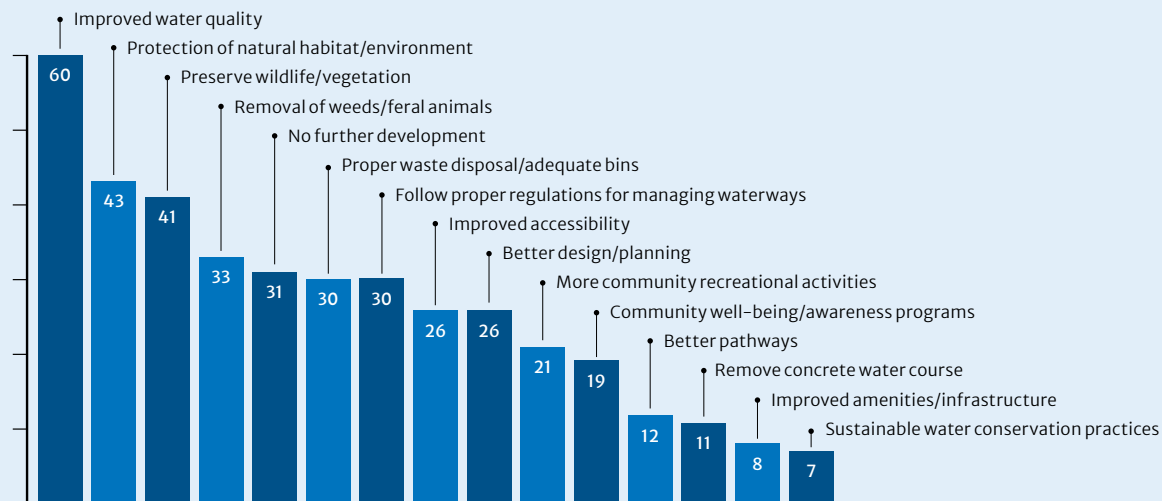 Improved water quality
Protection of natural habitat/environment
Preserve wildlife/vegetation
Removal of weeds/feral animals
No further development
Proper waste disposal/adequate bins
Follow proper regulations for managing waterways
Improved accessibility
Better design/planning
More community recreational activities
Community well-being/awareness programs
Better pathways
Remove concrete water course
Improved amenities/infrastructure
Sustainable water conservation practices
60
43
41
33
31
30
30
26
26
21
19
12
11
8
7